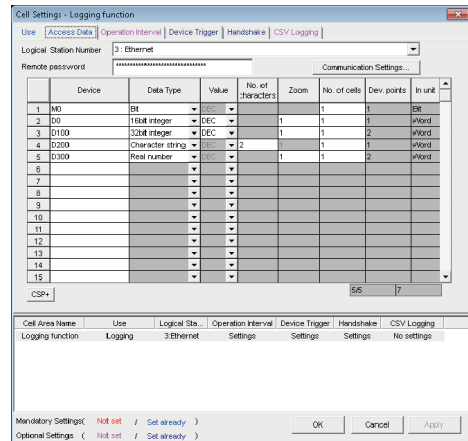 Cell Settings - Logging function
Use Access Data Operation Interval Device Trigger Handshake CSV Logging
Logical Station Number 3 : Ethernet
Remote password ********************************
Communication Settings...
Device Data Type Value No. of characters Zoom No. of cells Dev. points In unit
1 M0 Bit DEC 1 1 Bit
2 D0 16bit integer DEC 1 1 1 Word
3 D100 32bit integer DEC 1 1 2 Word
4 D200 Character string DEC 2 1 1 1 Word
5 D300 Real number DEC 1 1 2 Word
6
7
8
9
10
11
12
13
14
15
CSP+ 5/5 7
Cell Area Name Use Logical Sta... Operation Interval Device Trigger Handshake CSV Logging
Logging function Logging 3:Ethernet Settings Settings Settings No settings
Mandatory Settings( Not set / Set already )
Optional Settings ( Not set / Set already )
OK Cancel Apply